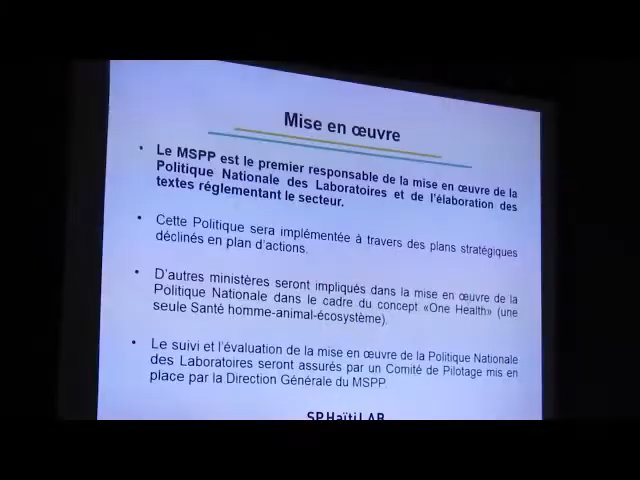 Mise en œuvre
• Le MSPP est le premier responsable de la mise en œuvre de la
Politique Nationale des Laboratoires et de l'élaboration des
textes réglementant le secteur.
• Cette Politique sera implémentée à travers des plans stratégiques
déclinés en plan d'actions.
• D'autres ministères seront impliqués dans la mise en œuvre de la
Politique Nationale dans le cadre du concept «One Health» (une
seule Santé homme-animal-écosystème).
• Le suivi et l'évaluation de la mise en œuvre de la Politique Nationale
des Laboratoires seront assurés par un Comité de Pilotage mis en
place par la Direction Générale du MSPP.
SPHaïtiLAB